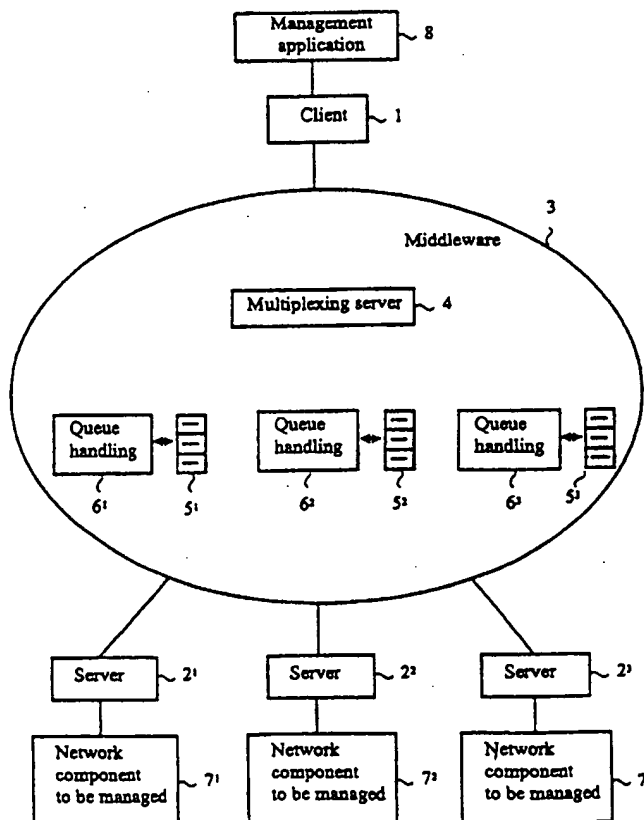 Management
application
8
Client
1
3
Middleware
Multiplexing server
4
Queue
handling
Queue
handling
Queue
handling
6¹
5¹
6²
5²
6³
5³
Server
2¹
Server
2²
Server
2³
Network
component
to be managed
7¹
Network
component
to be managed
7²
Network
component
to be managed
7